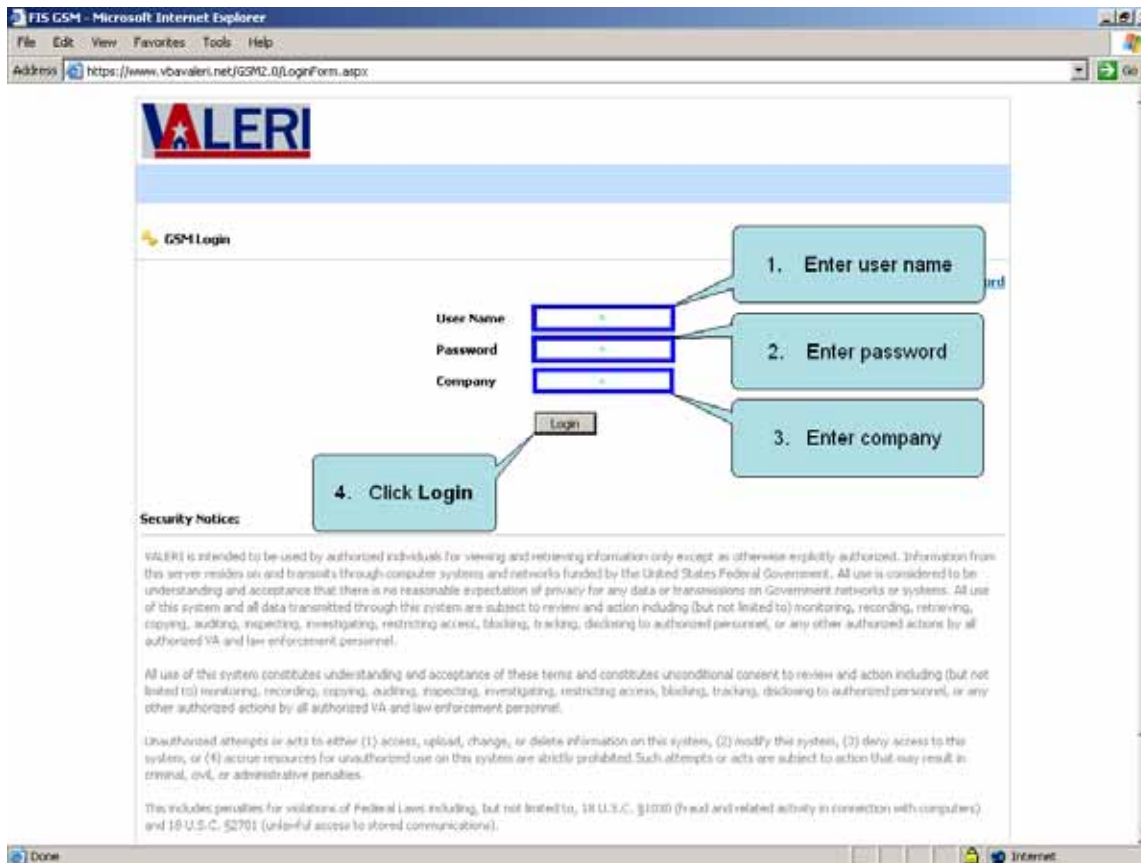 FIS GSM - Microsoft Internet Explorer
File Edit View Favorites Tools Help
Address https://www.vbavaleri.net/GSM2.0/LoginForm.aspx Go
VALERI
GSM Login
1. Enter user name
ord
User Name
Password
2. Enter password
Company
Login
3. Enter company
4. Click Login
Security Notice:
VALERI is intended to be used by authorized individuals for viewing and retrieving information only except as otherwise explicitly authorized. Information from
this server resides on and transmits through computer systems and networks funded by the United States Federal Government. All use is considered to be
understanding and acceptance that there is no reasonable expectation of privacy for any data or transmissions on Government networks or systems. All use
of this system and all data transmitted through this system are subject to review and action including (but not limited to) monitoring, recording, retrieving,
copying, auditing, inspecting, investigating, restricting access, blocking, tracking, disclosing to authorized personnel, or any other authorized actions by all
authorized VA and law enforcement personnel.
All use of this system constitutes understanding and acceptance of these terms and constitutes unconditional consent to review and action including (but not
limited to) monitoring, recording, copying, auditing, inspecting, investigating, restricting access, blocking, tracking, disclosing to authorized personnel, or any
other authorized actions by all authorized VA and law enforcement personnel.
Unauthorized attempts or acts to either (1) access, upload, change, or delete information on this system, (2) modify this system, (3) deny access to this
system, or (4) accrue resources for unauthorized use on this system are strictly prohibited. Such attempts or acts are subject to action that may result in
criminal, civil, or administrative penalties.
This includes penalties for violations of Federal Laws including, but not limited to, 18 U.S.C. §1030 (fraud and related activity in connection with computers)
and 18 U.S.C. §2701 (unlawful access to stored communications).
Done Internet